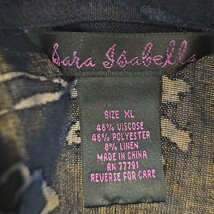 Sara Isabella
SIZE XL
46% VISCOSE
46% POLYESTER
8% LINEN
MADE IN CHINA
RN 77791
REVERSE FOR CARE